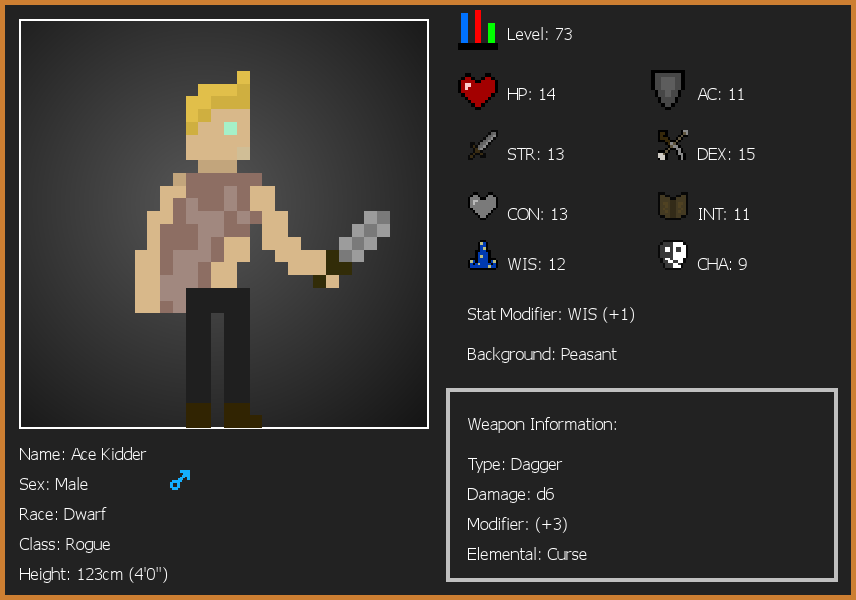 Level: 73
HP: 14
AC: 11
STR: 13
DEX: 15
CON: 13
INT: 11
WIS: 12
CHA: 9
Stat Modifier: WIS (+1)
Background: Peasant
Weapon Information:
Type: Dagger
Damage: d6
Modifier: (+3)
Elemental: Curse
Name: Ace Kidder
Sex: Male
Race: Dwarf
Class: Rogue
Height: 123cm (4'0")